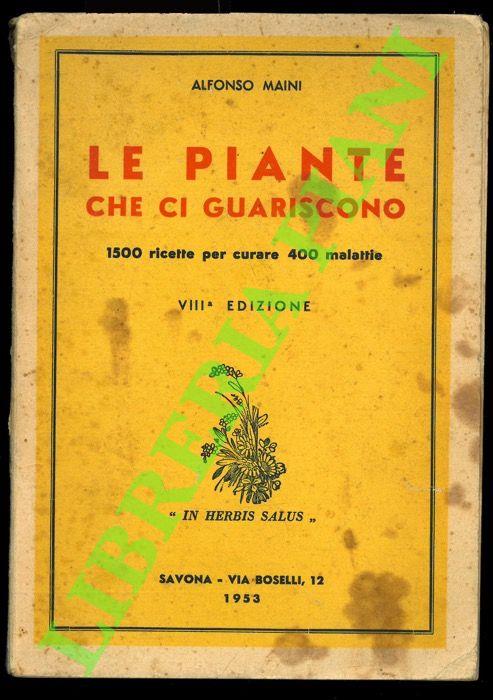 ALFONSO MAINI
LE PIANTE
CHE CI GUARISCONO
1500 ricette per curare 400 malattie
VIIIª EDIZIONE
“ IN HERBIS SALUS „
SAVONA - VIA BOSELLI, 12
1953
LIBRERIA PIANI